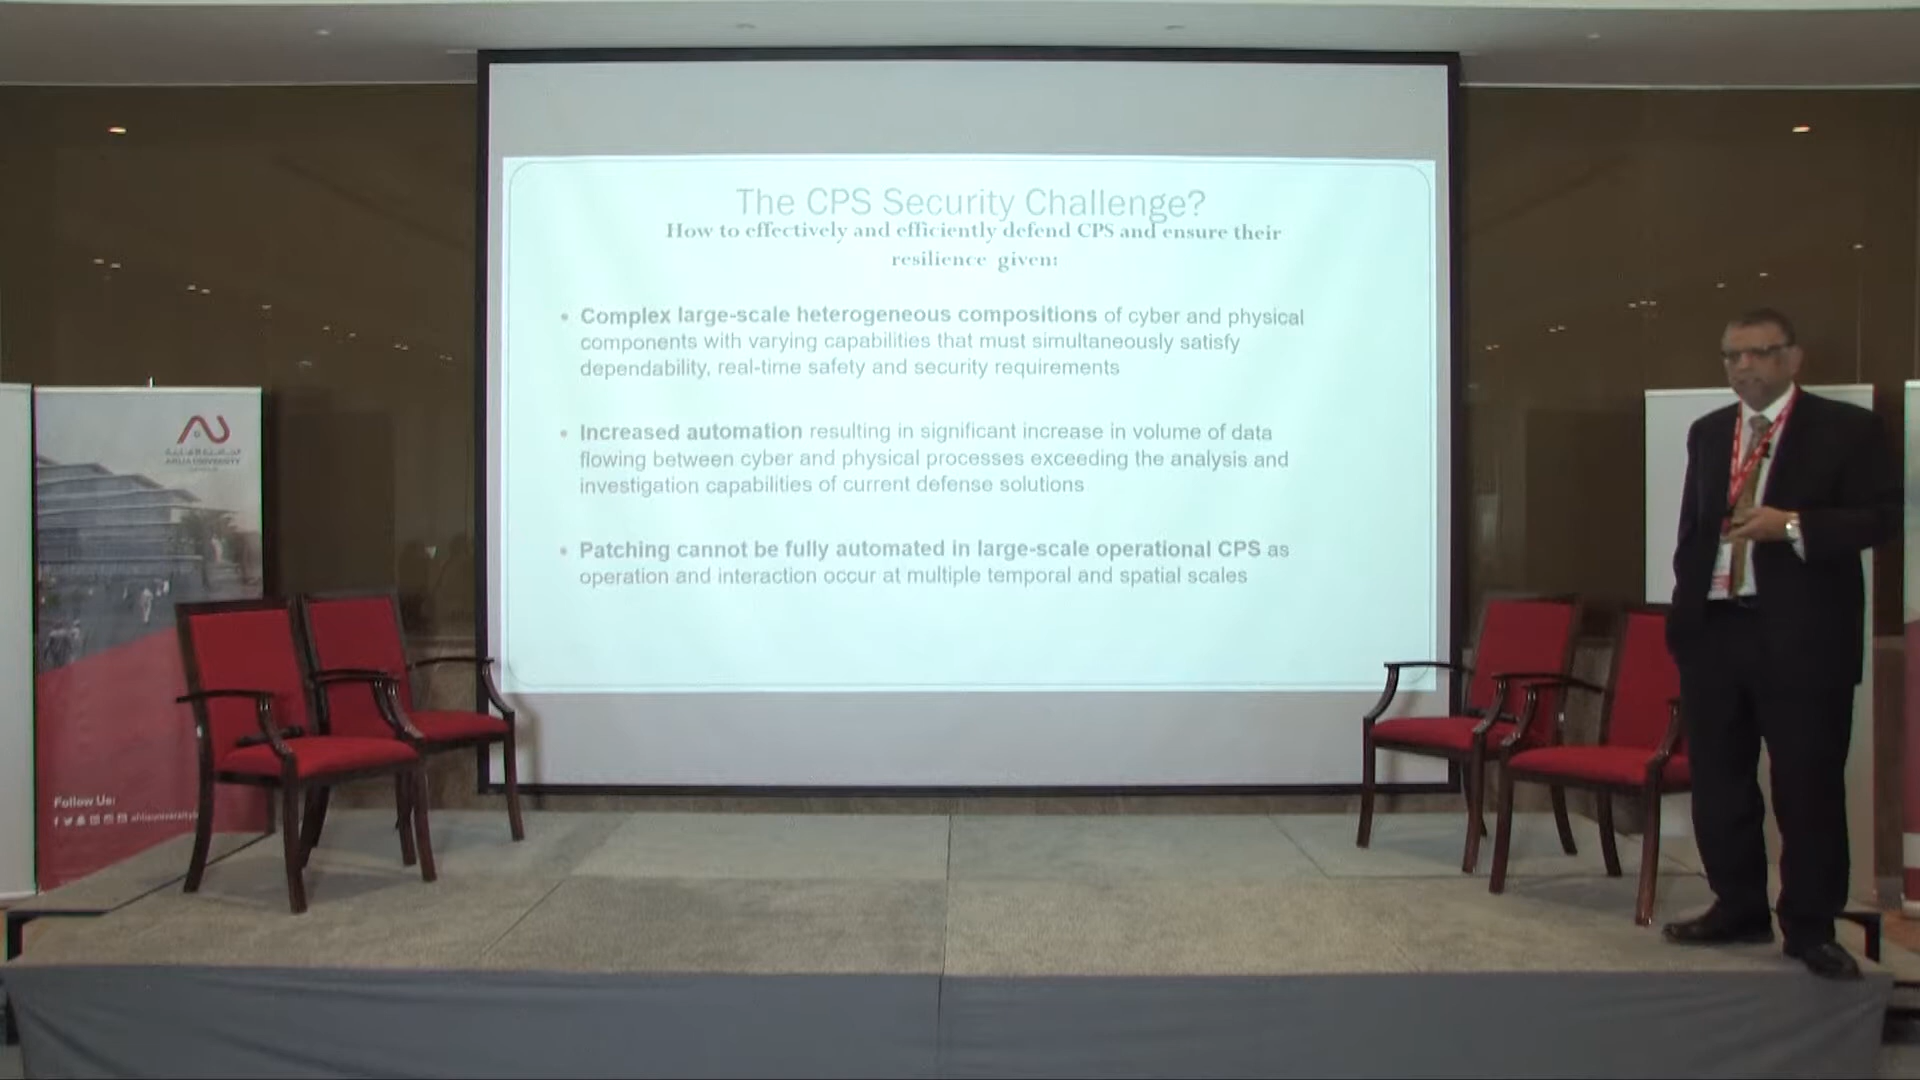 The CPS Security Challenge?
How to effectively and efficiently defend CPS and ensure their
resilience given:
• Complex large-scale heterogeneous compositions of cyber and physical
components with varying capabilities that must simultaneously satisfy
dependability, real-time safety and security requirements
• Increased automation resulting in significant increase in volume of data
flowing between cyber and physical processes exceeding the analysis and
investigation capabilities of current defense solutions
• Patching cannot be fully automated in large-scale operational CPS as
operation and interaction occur at multiple temporal and spatial scales
AHLIA UNIVERSITY
Follow Us: